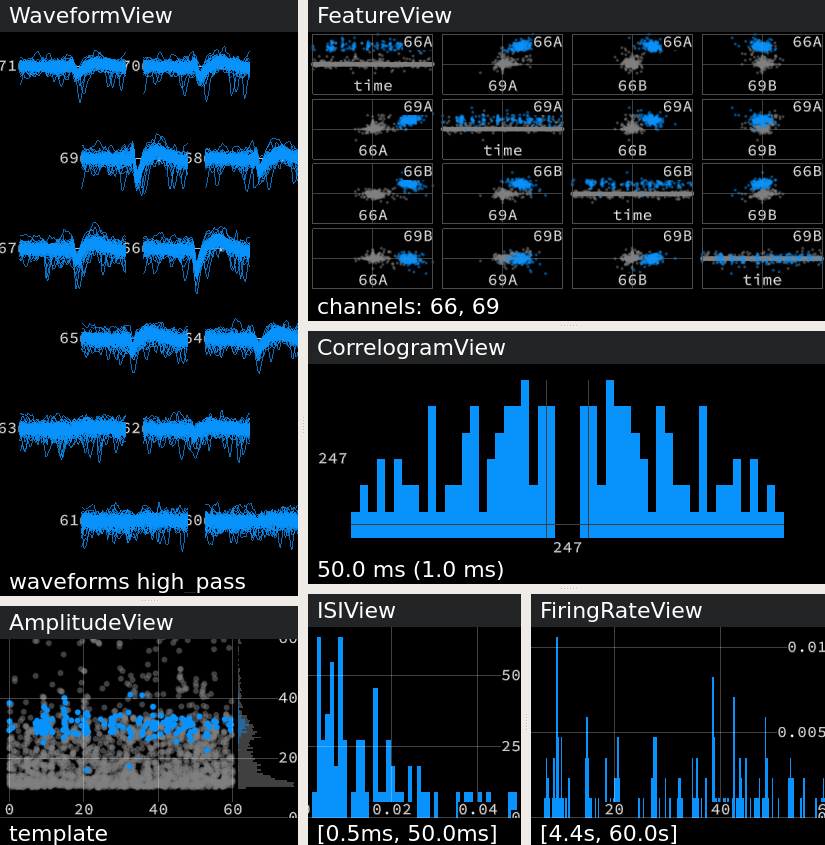 WaveformView
71 70
69 68
67 66
65 64
63 62
61 60
waveforms high_pass
FeatureView
66A 66A 66A 66A
time 69A 66B 69B
69A 69A 69A 69A
66A time 66B 69B
66B 66B 66B 66B
66A 69A time 69B
69B 69B 69B 69B
66A 69A 66B time
channels: 66, 69
CorrelogramView
247
247
50.0 ms (1.0 ms)
AmplitudeView
60
40
20
0
0 20 40 60
template
ISIView
50
25
0
0.02 0.04
[0.5ms, 50.0ms]
FiringRateView
0.01
0.005
20 40
[4.4s, 60.0s]